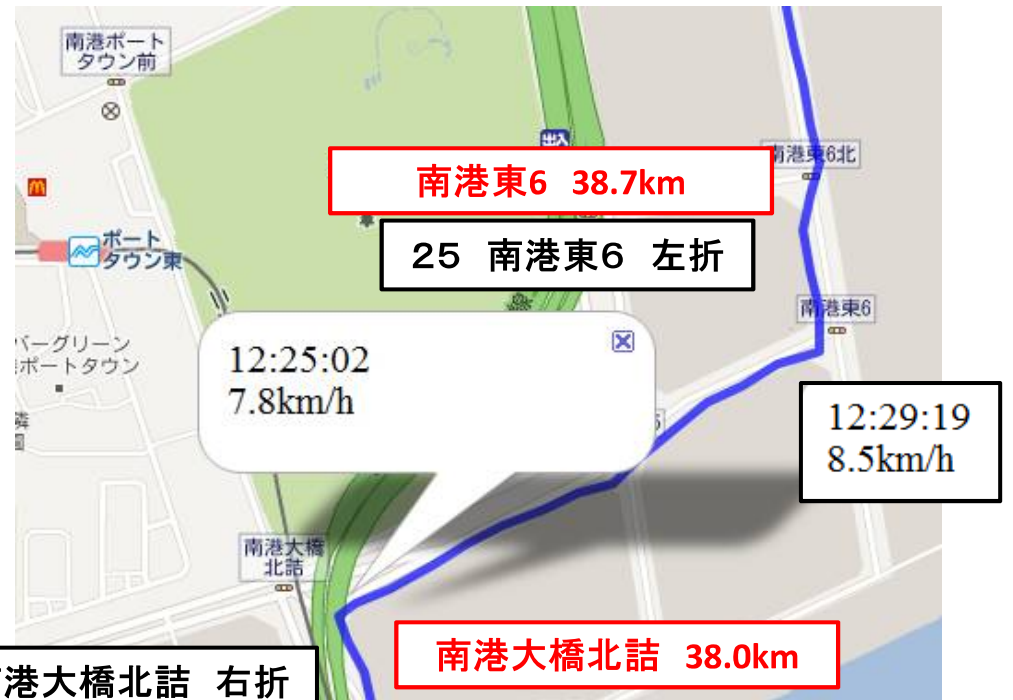 南港ポート
タウン前
出入
南港東6北
南港東6 38.7km
25 南港東6 左折
ポート
タウン東
南港東6
バーグリーン
ポートタウン
12:25:02
7.8km/h
12:29:19
8.5km/h
南港大橋
北詰
南港大橋北詰 38.0km
港大橋北詰 右折